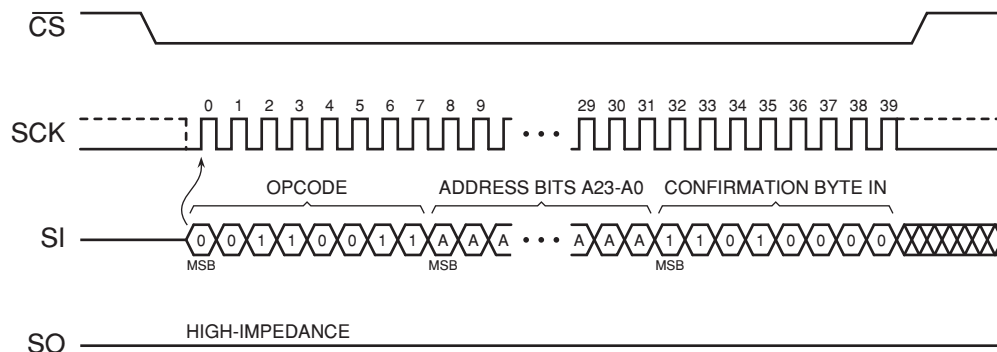 CS
SCK
0 1 2 3 4 5 6 7 8 9 29 30 31 32 33 34 35 36 37 38 39
OPCODE ADDRESS BITS A23-A0 CONFIRMATION BYTE IN
SI
0 0 1 1 0 0 1 1 A A A A A A 1 1 0 1 0 0 0 0
MSB MSB MSB
SO
HIGH-IMPEDANCE